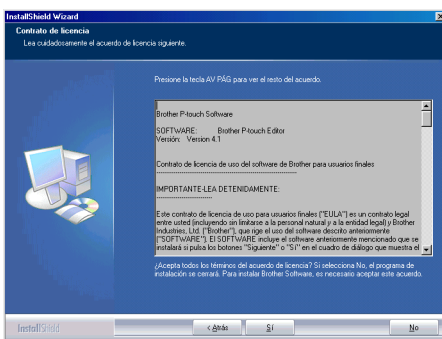 InstallShield Wizard
Contrato de licencia
Lea cuidadosamente el acuerdo de licencia siguiente.
Presione la tecla AV PÁG para ver el resto del acuerdo.
Brother P-touch Software
SOFTWARE: Brother P-touch Editor
Versión: Version 4.1
Contrato de licencia de uso del software de Brother para usuarios finales
----------------------------------------------------------------
IMPORTANTE-LEA DETENIDAMENTE:
------------------------------
Este contrato de licencia de uso para usuarios finales ("EULA") es un contrato legal
entre usted (incluyendo sin limitarse a la personal natural y a la entidad legal) y Brother
Industries, Ltd. ("Brother"), que rige el uso del software descrito anteriormente
("SOFTWARE"). El SOFTWARE incluye el software anteriormente mencionado que se
instalará si pulsa los botones "Siguiente" o "Sí" en el cuadro de diálogo que muestra el
¿Acepta todos los términos del acuerdo de licencia? Si selecciona No, el programa de
instalación se cerrará. Para instalar Brother Software, es necesario aceptar este acuerdo.
InstallShield
< Atrás
Sí
No